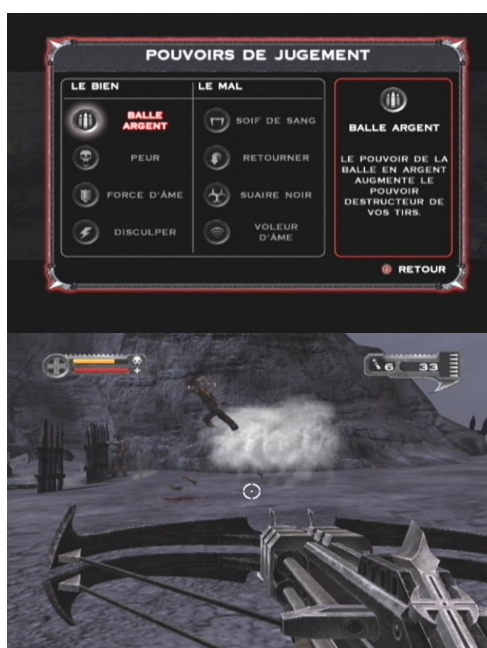 POUVOIRS DE JUGEMENT
LE BIEN
BALLE
ARGENT
PEUR
FORCE D'ÂME
DISCULPER
LE MAL
SOIF DE SANG
RETOURNER
SUAIRE NOIR
VOLEUR
D'ÂME
BALLE ARGENT
LE POUVOIR DE LA
BALLE EN ARGENT
AUGMENTE LE
POUVOIR
DESTRUCTEUR DE
VOS TIRS.
RETOUR
6 33